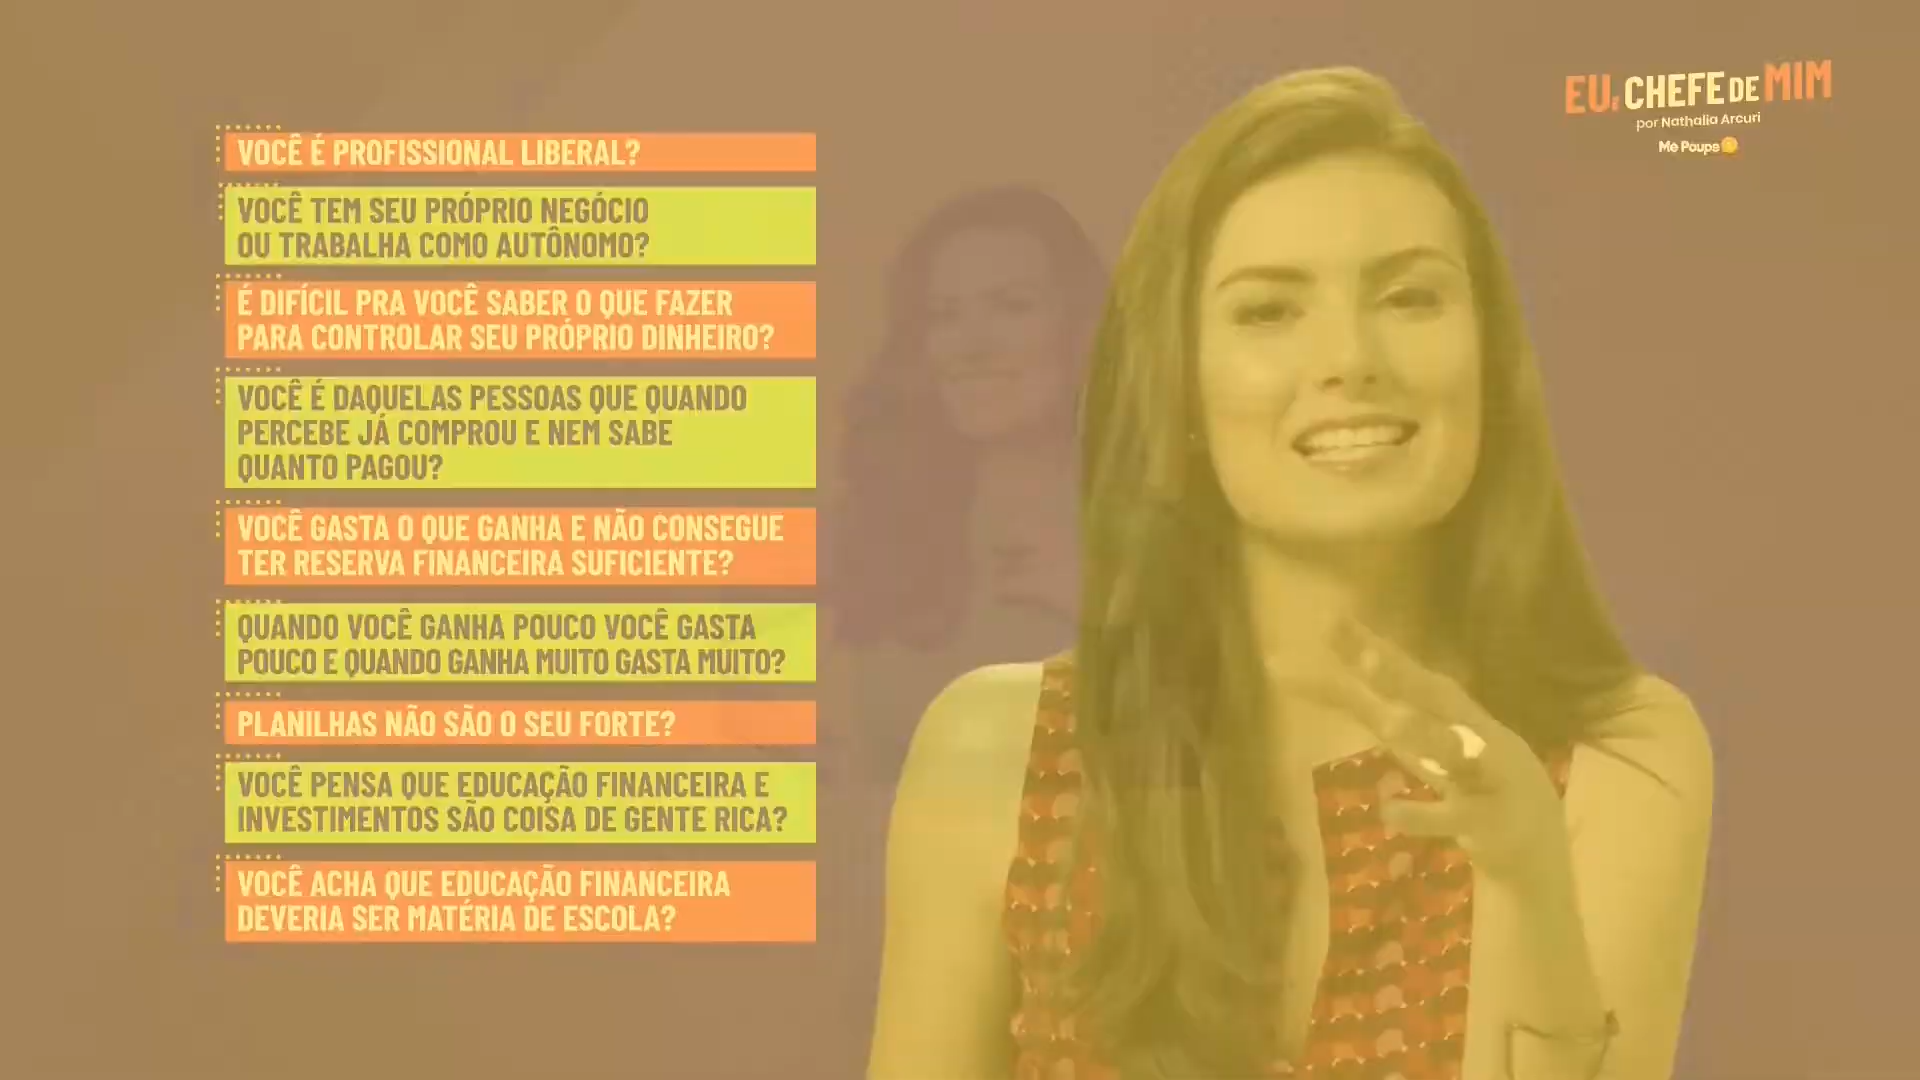 EU, CHEFE DE MIM
por Nathalia Arcuri
Me Poupe
VOCÊ É PROFISSIONAL LIBERAL?
VOCÊ TEM SEU PRÓPRIO NEGÓCIO
OU TRABALHA COMO AUTÔNOMO?
É DIFÍCIL PRA VOCÊ SABER O QUE FAZER
PARA CONTROLAR SEU PRÓPRIO DINHEIRO?
VOCÊ É DAQUELAS PESSOAS QUE QUANDO
PERCEBE JÁ COMPROU E NEM SABE
QUANTO PAGOU?
VOCÊ GASTA O QUE GANHA E NÃO CONSEGUE
TER RESERVA FINANCEIRA SUFICIENTE?
QUANDO VOCÊ GANHA POUCO VOCÊ GASTA
POUCO E QUANDO GANHA MUITO GASTA MUITO?
PLANILHAS NÃO SÃO O SEU FORTE?
VOCÊ PENSA QUE EDUCAÇÃO FINANCEIRA E
INVESTIMENTOS SÃO COISA DE GENTE RICA?
VOCÊ ACHA QUE EDUCAÇÃO FINANCEIRA
DEVERIA SER MATÉRIA DE ESCOLA?